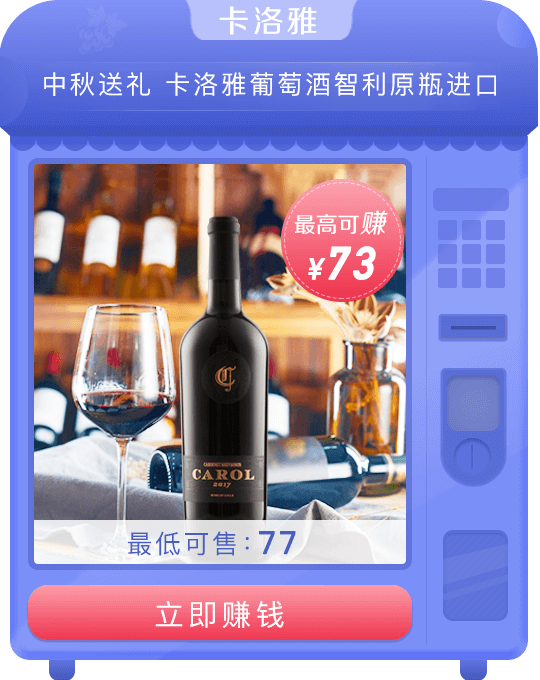 卡洛雅
中秋送礼 卡洛雅葡萄酒智利原瓶进口
最高可赚
¥73
CABERNET SAUVIGNON
CAROL
2017
最低可售：77
立即赚钱